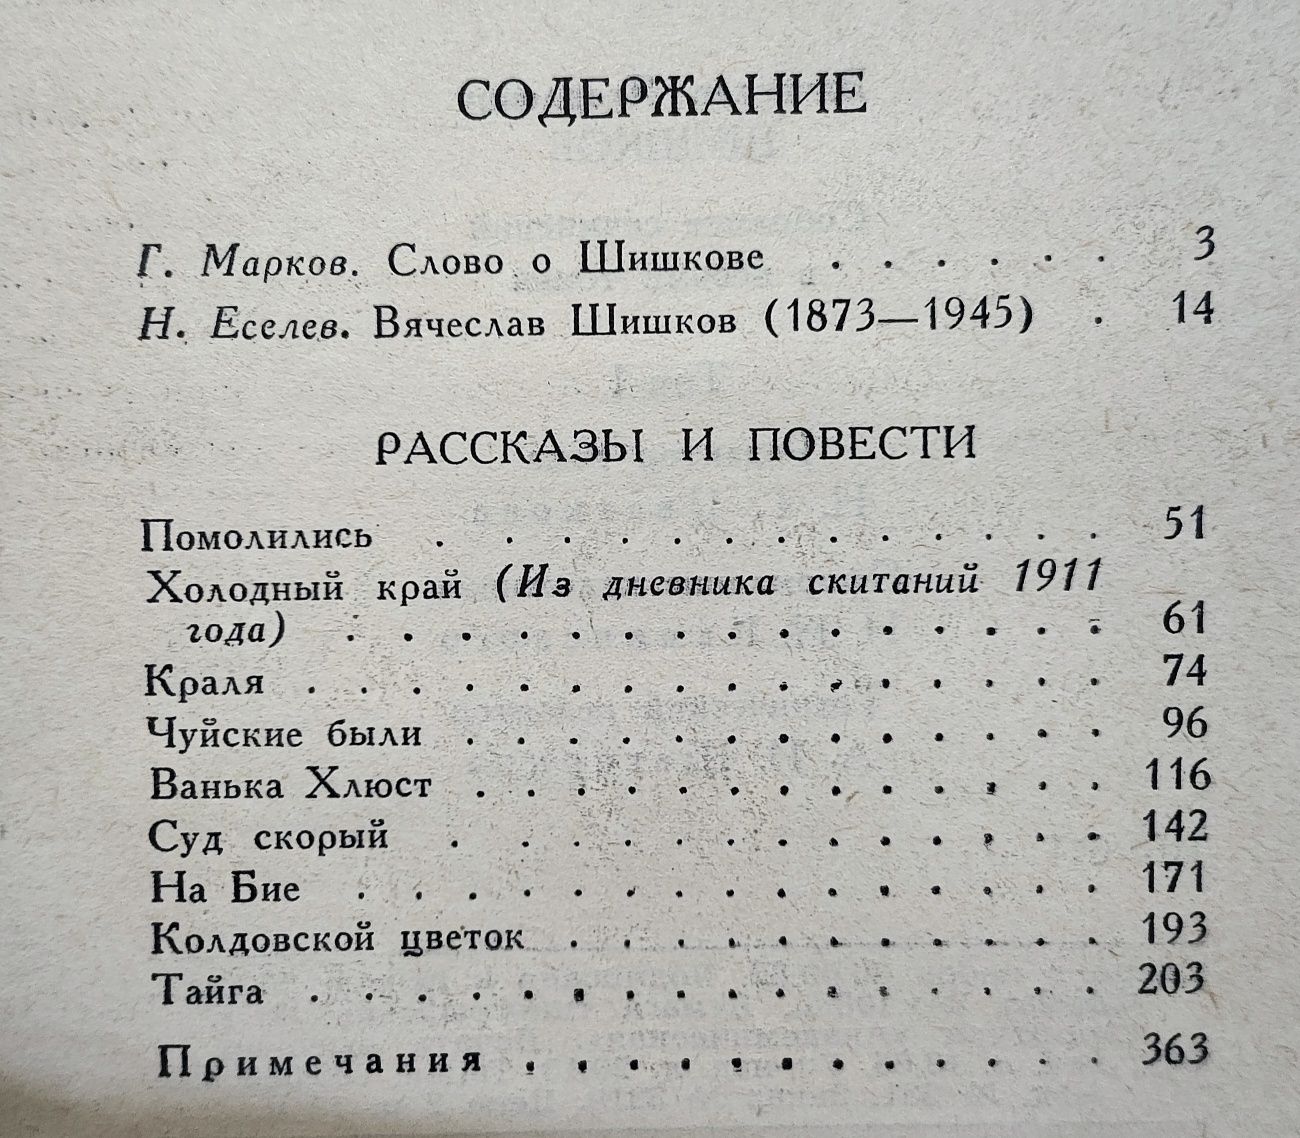 СОДЕРЖАНИЕ
Г. Марков. Слово о Шишкове . . . . . . 3
Н. Еселев. Вячеслав Шишков (1873—1945) . 14
РАССКАЗЫ И ПОВЕСТИ
Помолились . . . . . . . . . . . . . 51
Холодный край (Из дневника скитаний 1911
года) . . . . . . . . . . . . . . 61
Краля . . . . . . . . . . . . . . . 74
Чуйские были . . . . . . . . . . . . . 96
Ванька Хлюст . . . . . . . . . . . . . 116
Суд скорый . . . . . . . . . . . . . 142
На Бие . . . . . . . . . . . . . . . 171
Колдовской цветок . . . . . . . . . . . 193
Тайга . . . . . . . . . . . . . . . . 203
Примечания . . . . . . . . . . . . 363